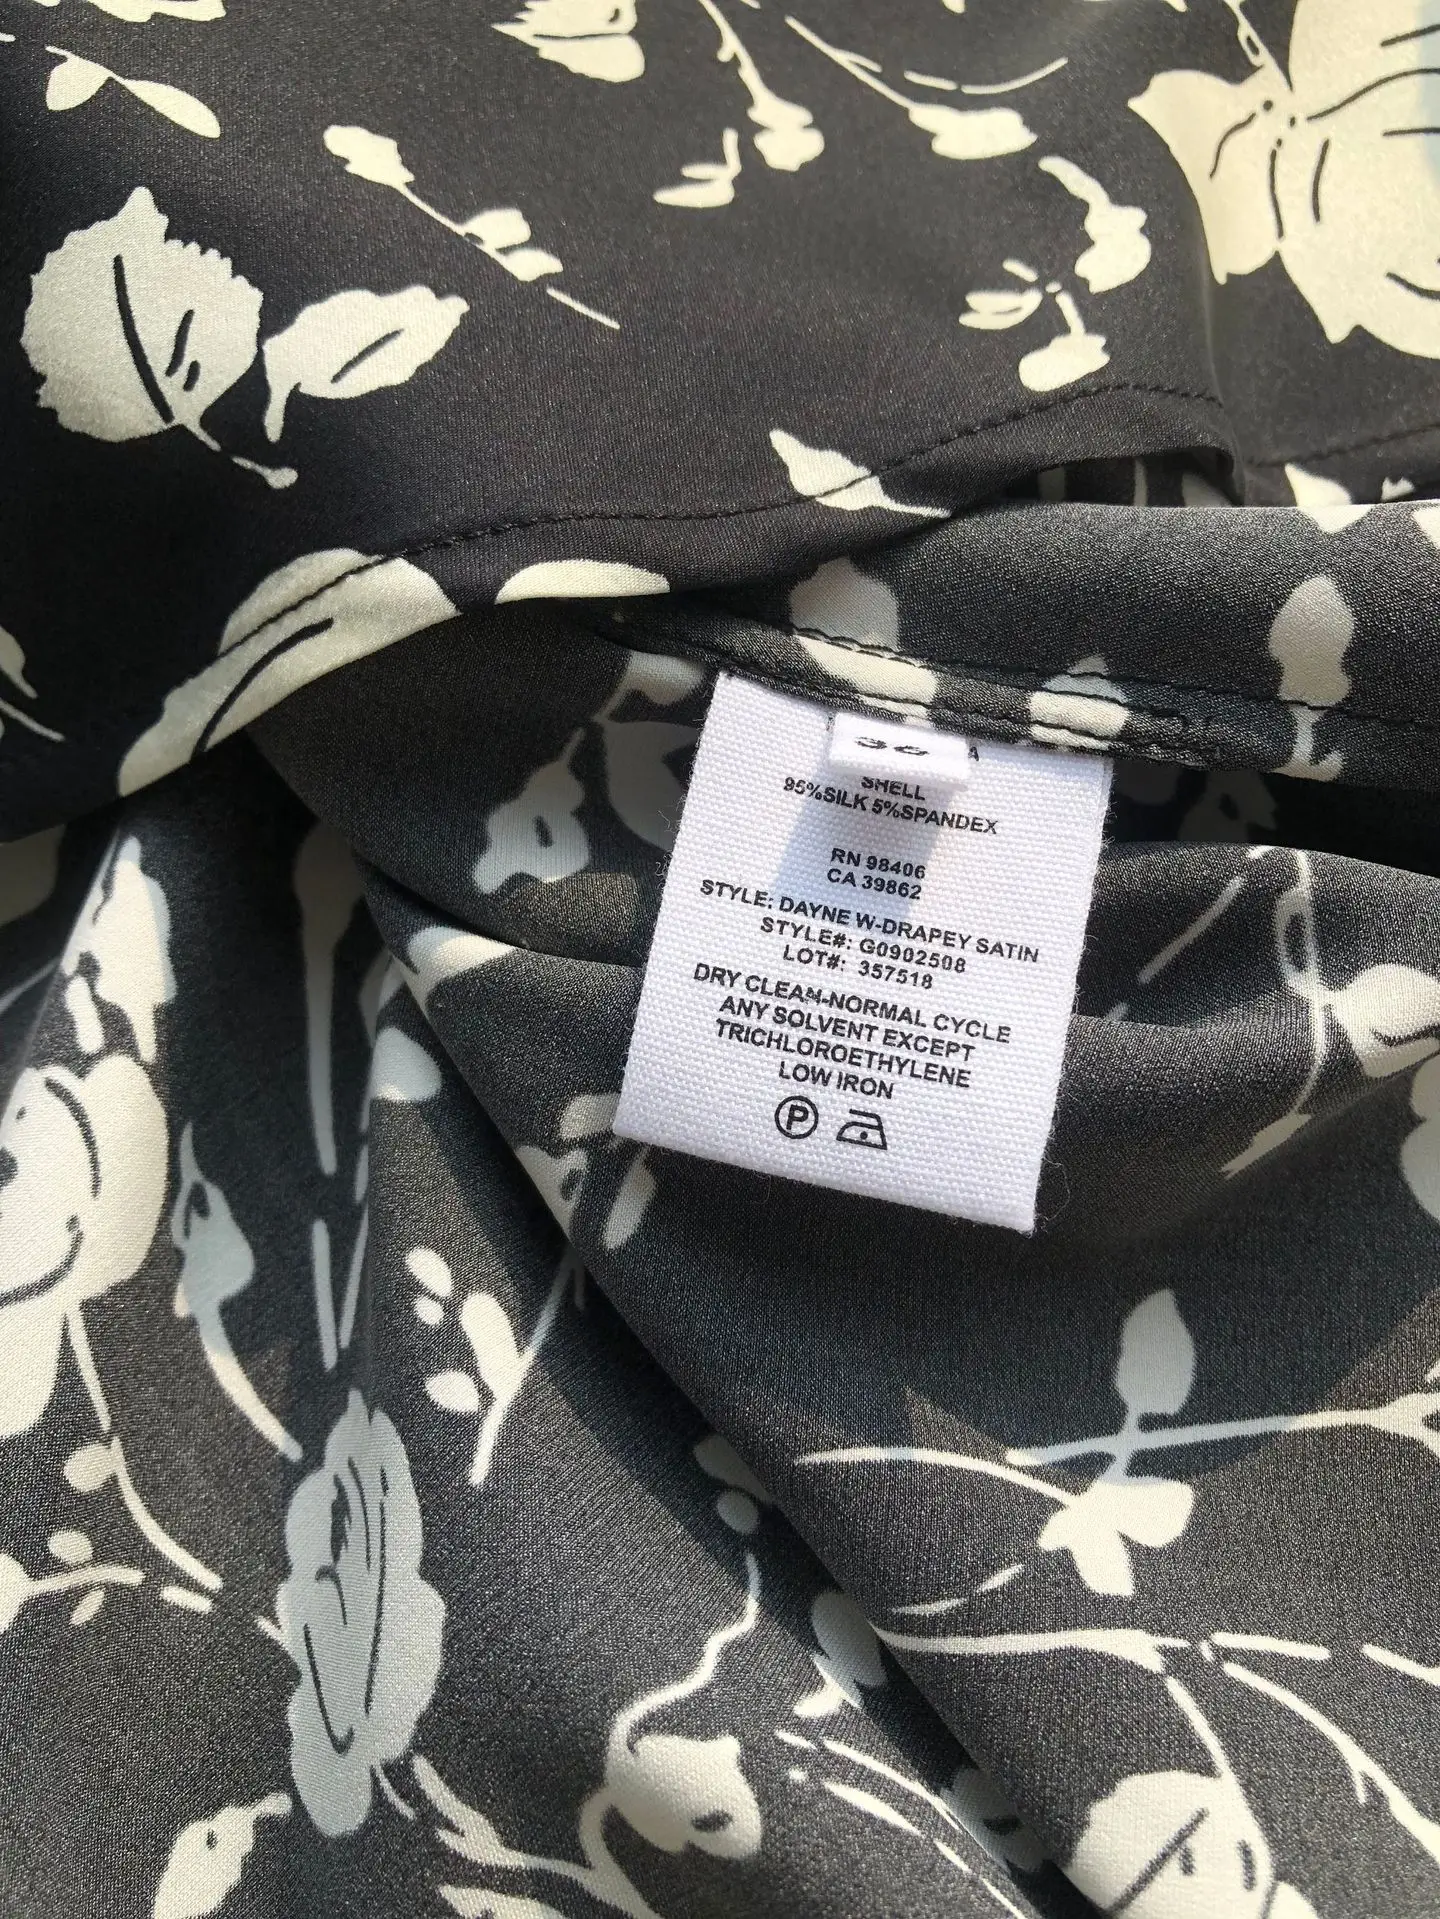 36
SHELL
95%SILK 5%SPANDEX
RN 98406
CA 39862
STYLE: DAYNE W-DRAPEY SATIN
STYLE#: G0902508
LOT#: 357518
DRY CLEAN-NORMAL CYCLE
ANY SOLVENT EXCEPT
TRICHLOROETHYLENE
LOW IRON
P